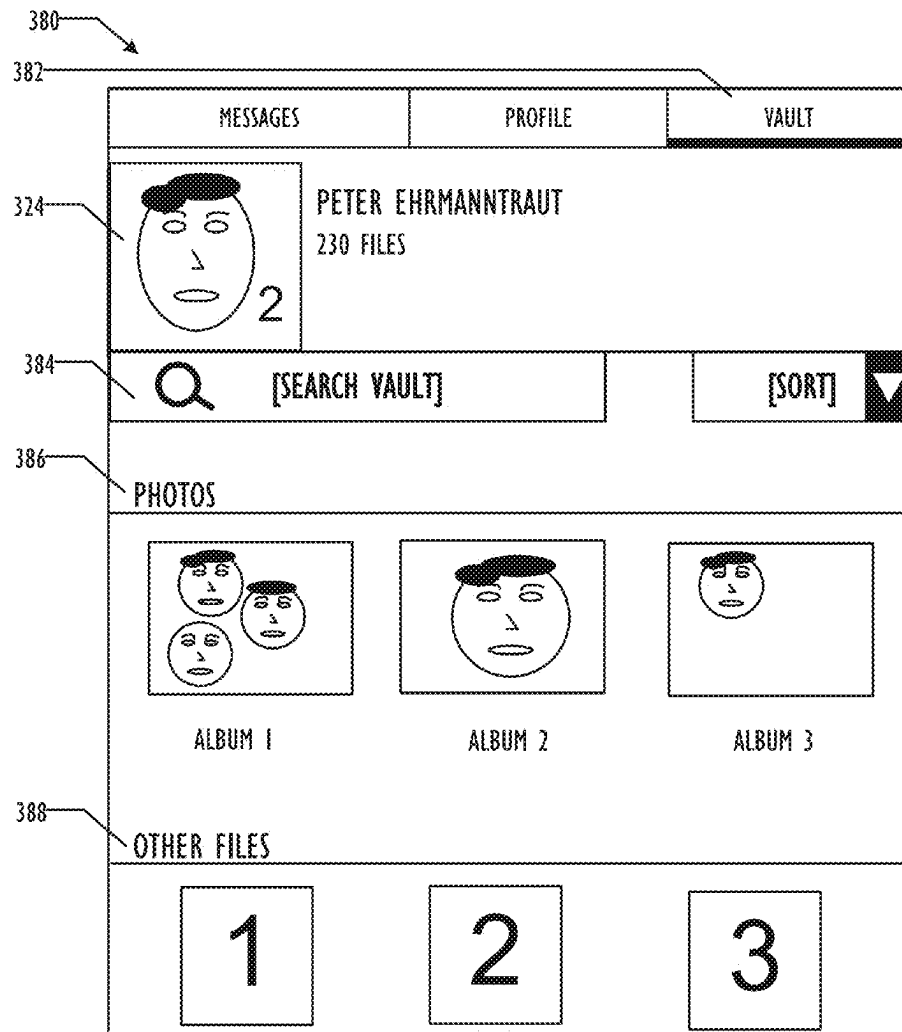 380
382
MESSAGES PROFILE VAULT
324
PETER EHRMANNTRAUT
230 FILES
2
384
[SEARCH VAULT] [SORT]
386
PHOTOS
ALBUM 1 ALBUM 2 ALBUM 3
388
OTHER FILES
1 2 3